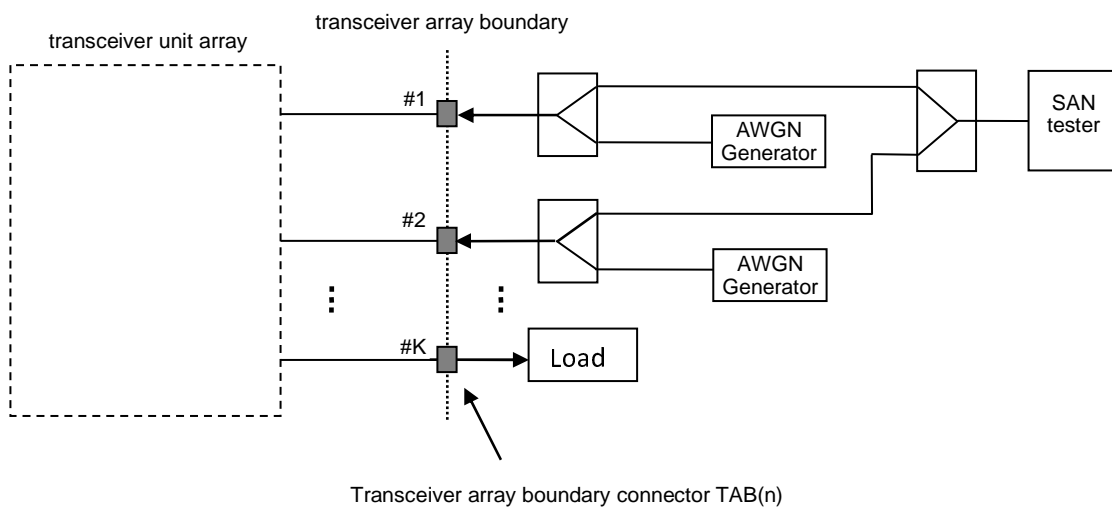 transceiver array boundary
transceiver unit array
#1
SAN
tester
AWGN
Generator
#2
AWGN
Generator
#K
Load
Transceiver array boundary connector TAB(n)